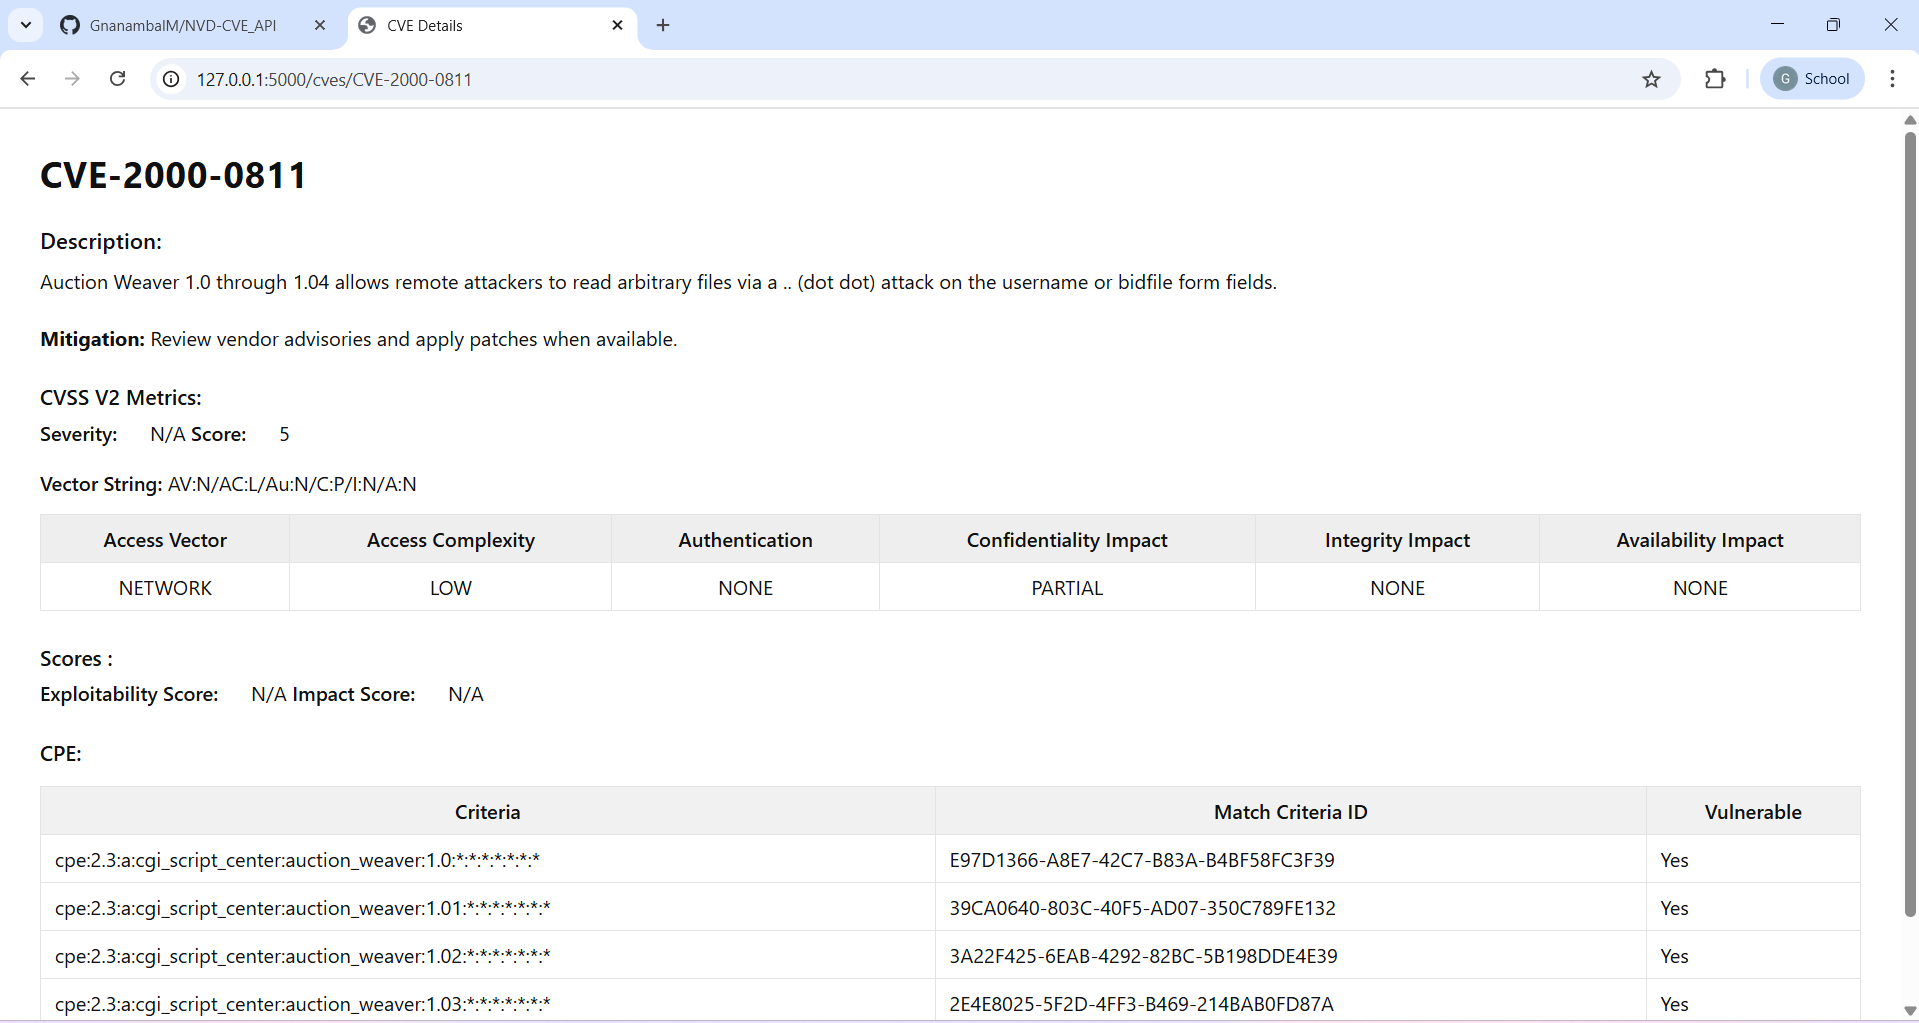 GnanambalM/NVD-CVE_API
CVE Details
127.0.0.1:5000/cves/CVE-2000-0811
G School
CVE-2000-0811
Description:
Auction Weaver 1.0 through 1.04 allows remote attackers to read arbitrary files via a .. (dot dot) attack on the username or bidfile form fields.
Mitigation: Review vendor advisories and apply patches when available.
CVSS V2 Metrics:
Severity: N/A Score: 5
Vector String: AV:N/AC:L/Au:N/C:P/I:N/A:N
Access Vector Access Complexity Authentication Confidentiality Impact Integrity Impact Availability Impact
NETWORK LOW NONE PARTIAL NONE NONE
Scores :
Exploitability Score: N/A Impact Score: N/A
CPE:
Criteria Match Criteria ID Vulnerable
cpe:2.3:a:cgi_script_center:auction_weaver:1.0:*:*:*:*:*:*:* E97D1366-A8E7-42C7-B83A-B4BF58FC3F39 Yes
cpe:2.3:a:cgi_script_center:auction_weaver:1.01:*:*:*:*:*:*:* 39CA0640-803C-40F5-AD07-350C789FE132 Yes
cpe:2.3:a:cgi_script_center:auction_weaver:1.02:*:*:*:*:*:*:* 3A22F425-6EAB-4292-82BC-5B198DDE4E39 Yes
cpe:2.3:a:cgi_script_center:auction_weaver:1.03:*:*:*:*:*:*:* 2E4E8025-5F2D-4FF3-B469-214BAB0FD87A Yes